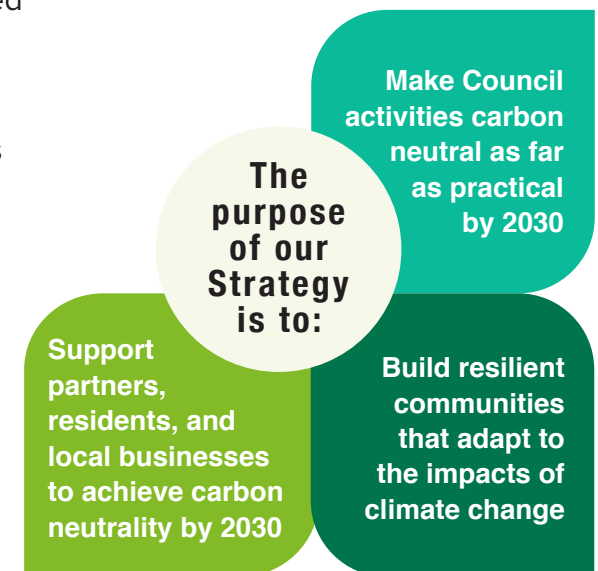 The
purpose
of our
Strategy
is to:
Make Council
activities carbon
neutral as far
as practical
by 2030
Support
partners,
residents, and
local businesses
to achieve carbon
neutrality by 2030
Build resilient
communities
that adapt to
the impacts of
climate change